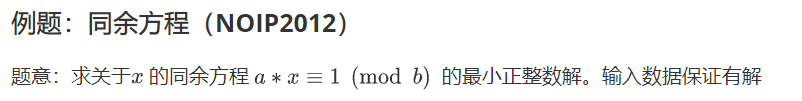 例题：同余方程（NOIP2012）
题意：求关于x 的同余方程 a ∗ x ≡ 1 (mod b) 的最小正整数解。输入数据保证有解